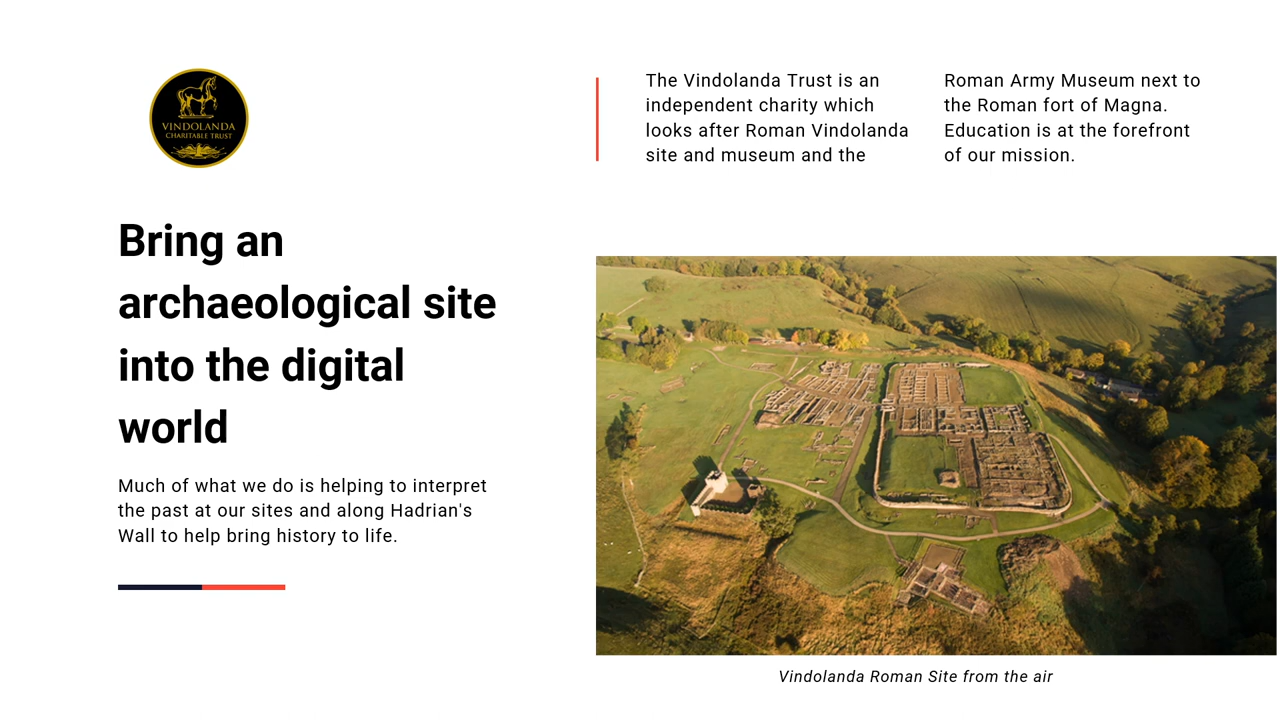 VINDOLANDA
CHARITABLE TRUST
Bring an
archaeological site
into the digital
world
Much of what we do is helping to interpret
the past at our sites and along Hadrian's
Wall to help bring history to life.
The Vindolanda Trust is an
independent charity which
looks after Roman Vindolanda
site and museum and the
Roman Army Museum next to
the Roman fort of Magna.
Education is at the forefront
of our mission.
Vindolanda Roman Site from the air